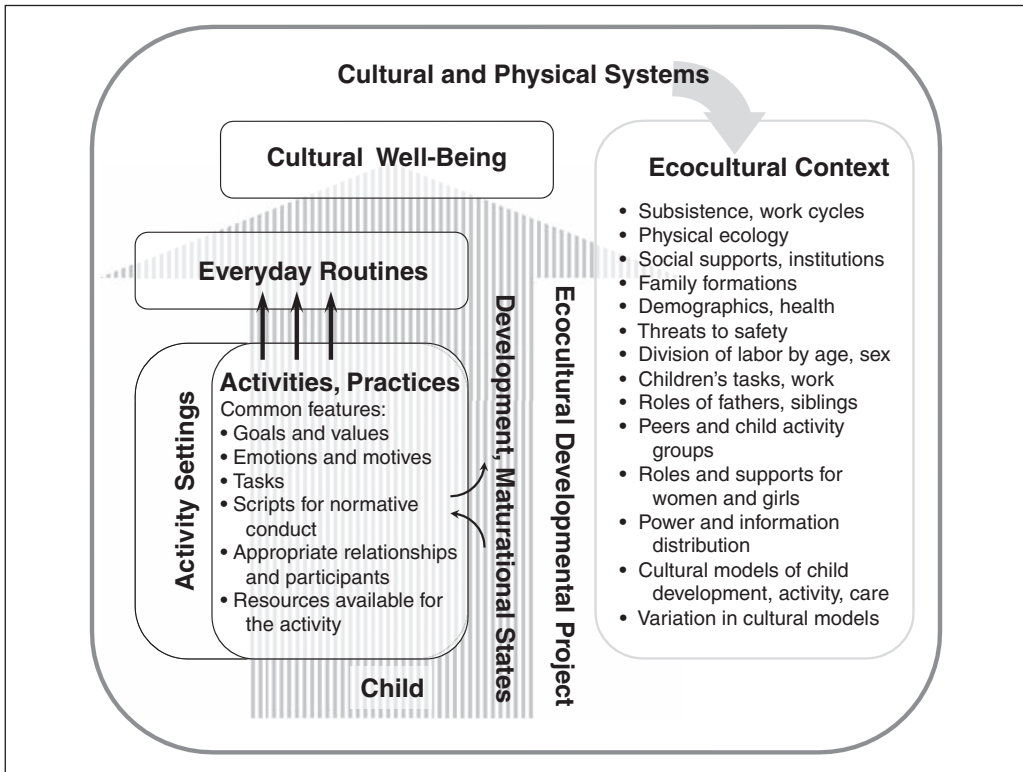 Cultural and Physical Systems
Cultural Well-Being
Everyday Routines
Activity Settings
Activities, Practices
Common features:
• Goals and values
• Emotions and motives
• Tasks
• Scripts for normative
conduct
• Appropriate relationships
and participants
• Resources available for
the activity
Child
Development, Maturational States
Ecocultural Developmental Project
Ecocultural Context
• Subsistence, work cycles
• Physical ecology
• Social supports, institutions
• Family formations
• Demographics, health
• Threats to safety
• Division of labor by age, sex
• Children’s tasks, work
• Roles of fathers, siblings
• Peers and child activity
groups
• Roles and supports for
women and girls
• Power and information
distribution
• Cultural models of child
development, activity, care
• Variation in cultural models